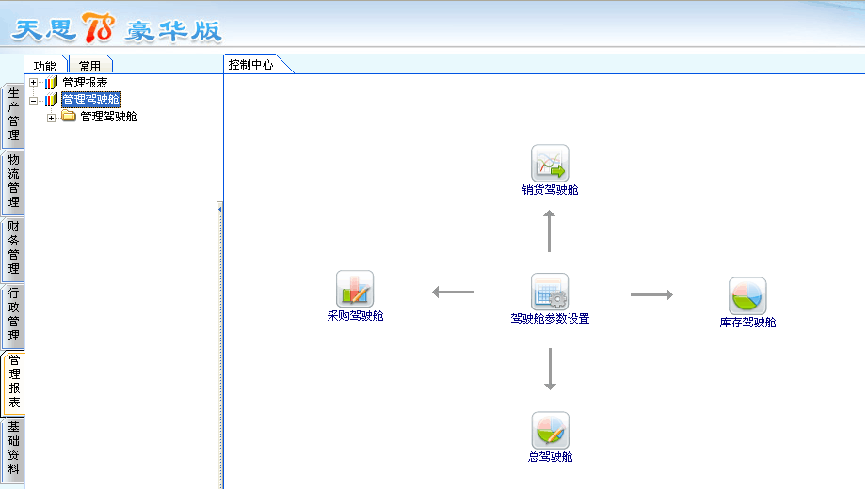 天思T8豪华版
功能 常用
控制中心
管理报表
管理驾驶舱
管理驾驶舱
生产管理
物流管理
财务管理
行政管理
管理报表
基础资料
销货驾驶舱
采购驾驶舱
驾驶舱参数设置
库存驾驶舱
总驾驶舱